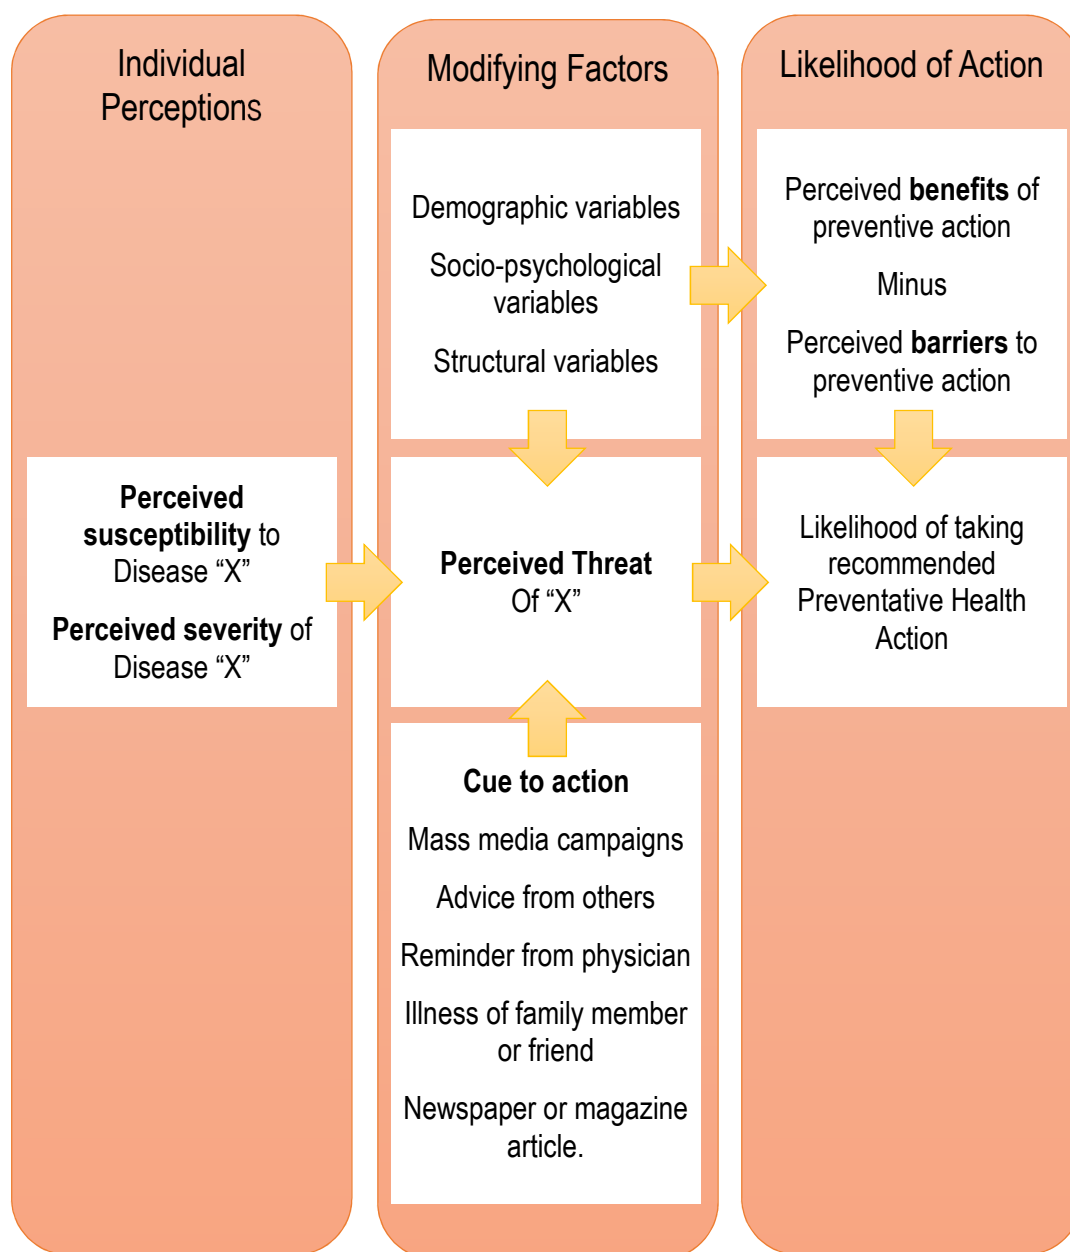 Individual
Perceptions
Perceived
susceptibility to
Disease “X”
Perceived severity of
Disease “X”
Modifying Factors
Demographic variables
Socio-psychological
variables
Structural variables
Perceived Threat
Of “X”
Cue to action
Mass media campaigns
Advice from others
Reminder from physician
Illness of family member
or friend
Newspaper or magazine
article.
Likelihood of Action
Perceived benefits of
preventive action
Minus
Perceived barriers to
preventive action
Likelihood of taking
recommended
Preventative Health
Action